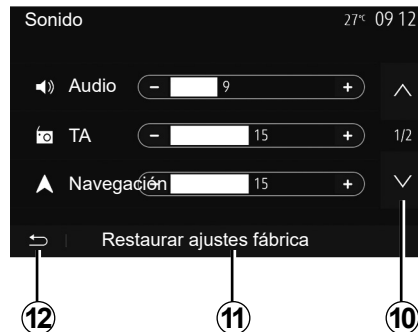 Sonido 27°C 09 12
Audio - 9 +
TA - 15 + 1/2
Navegación 15 +
Restaurar ajustes fábrica
12 11 10